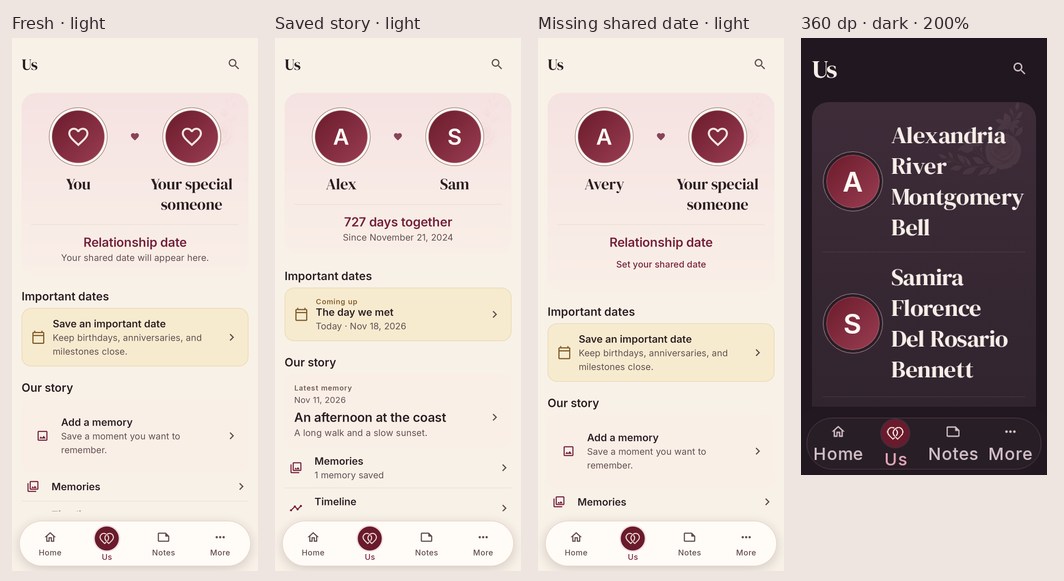 Fresh · light
Us
You
Your special
someone
Relationship date
Your shared date will appear here.
Important dates
Save an important date
Keep birthdays, anniversaries, and
milestones close.
Our story
Add a memory
Save a moment you want to
remember.
Memories
Home
Us
Notes
More
Saved story · light
Us
A
S
Alex
Sam
727 days together
Since November 21, 2024
Important dates
Coming up
The day we met
Today · Nov 18, 2026
Our story
Latest memory
Nov 11, 2026
An afternoon at the coast
A long walk and a slow sunset.
Memories
1 memory saved
Timeline
Home
Us
Notes
More
Missing shared date · light
Us
A
Avery
Your special
someone
Relationship date
Set your shared date
Important dates
Save an important date
Keep birthdays, anniversaries, and
milestones close.
Our story
Add a memory
Save a moment you want to
remember.
Memories
Home
Us
Notes
More
360 dp · dark · 200%
Us
A
Alexandria
River
Montgomery
Bell
S
Samira
Florence
Del Rosario
Bennett
Home
Us
Notes
More